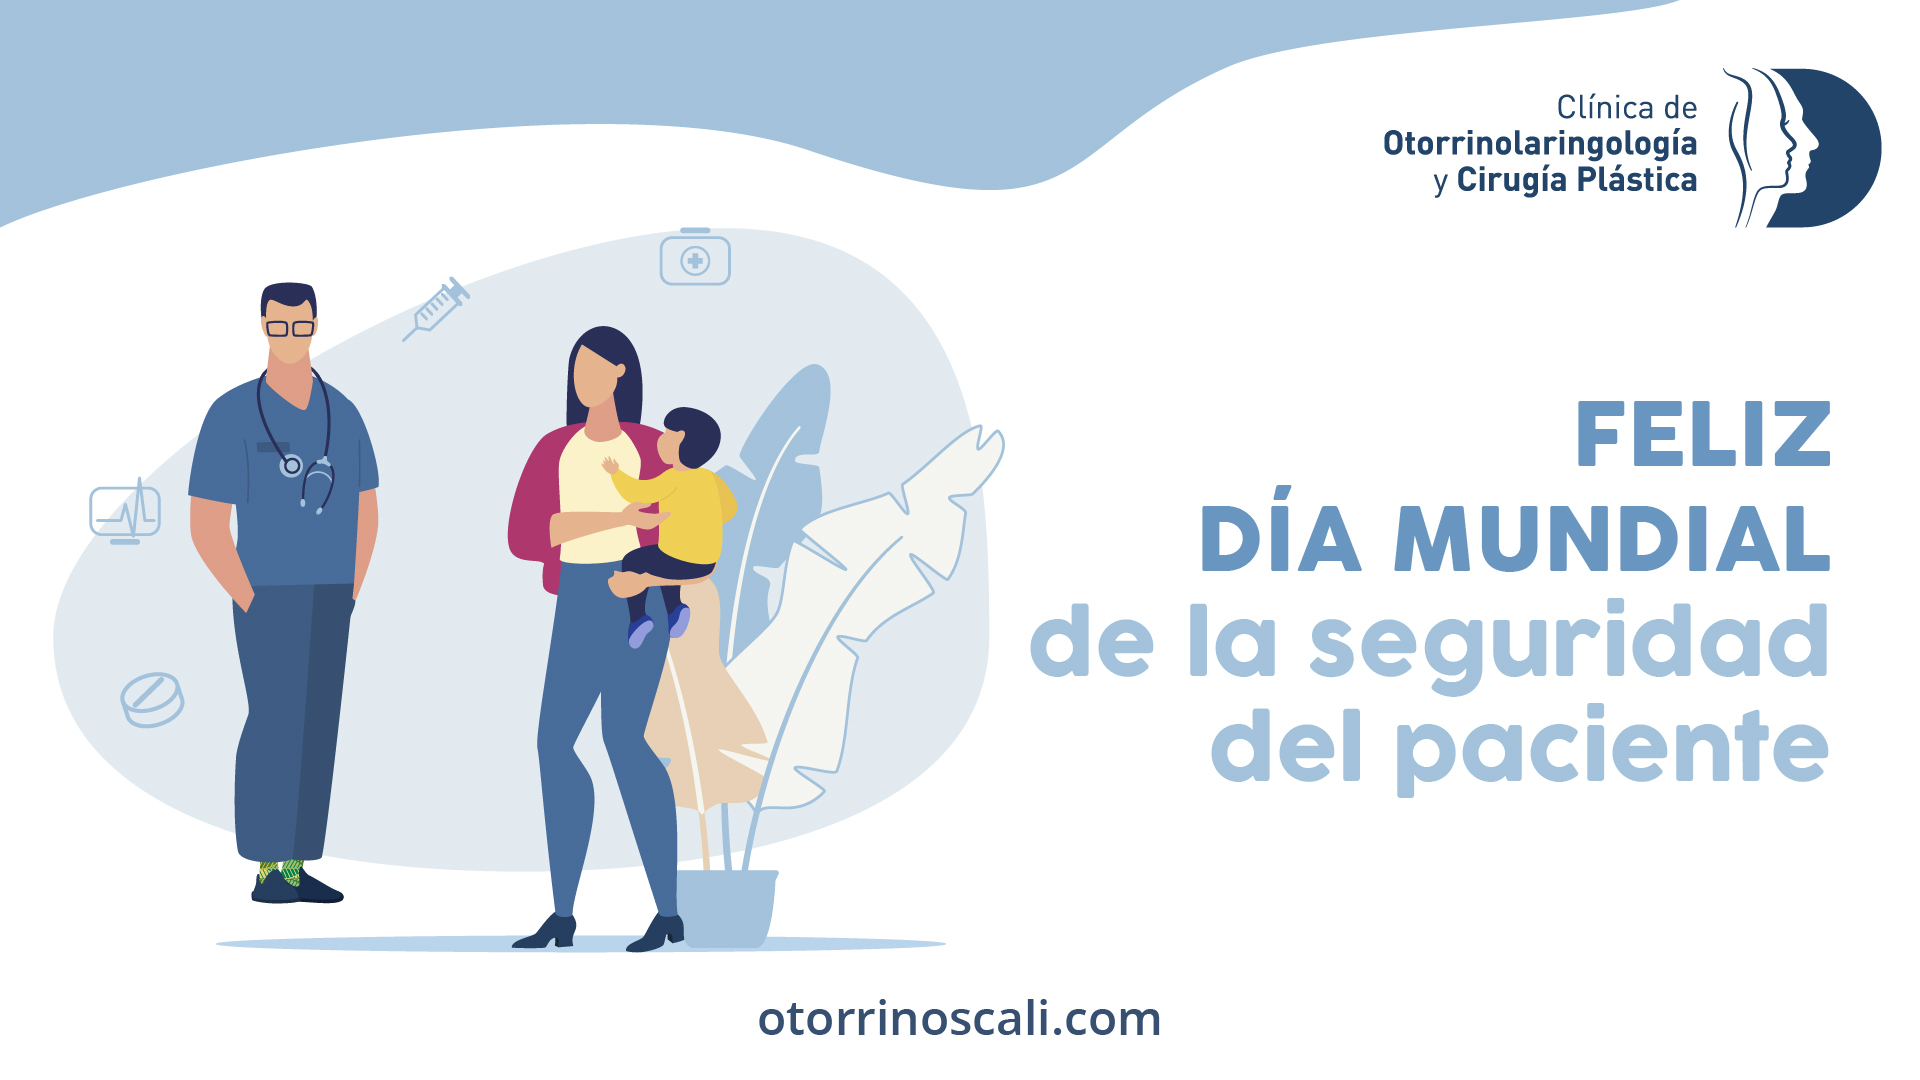 Clínica de
Otorrinolaringología
y Cirugía Plástica
FELIZ
DÍA MUNDIAL
de la seguridad
del paciente
otorrinoscali.com